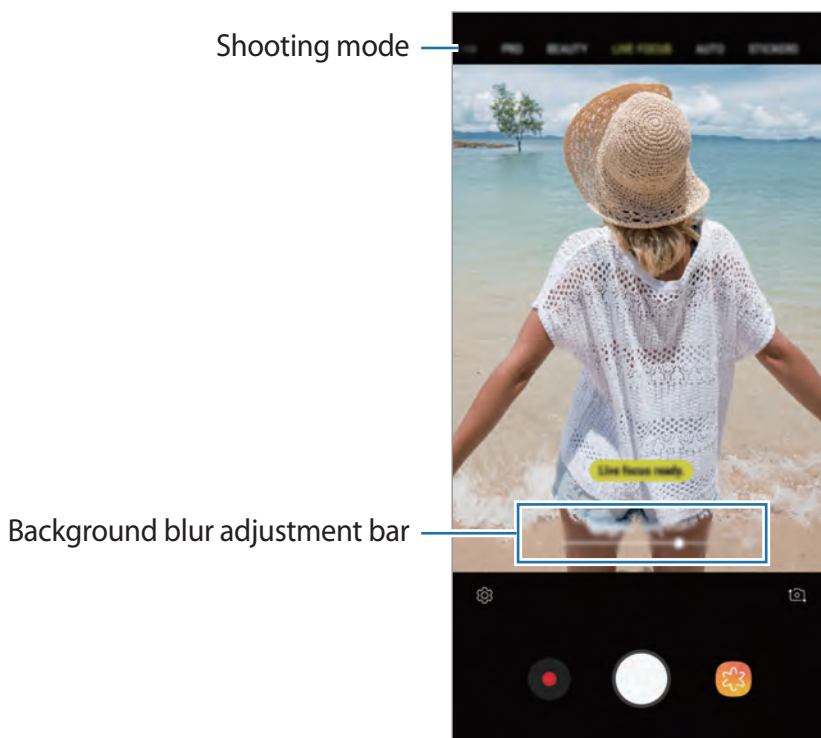 Shooting mode
PRO BEAUTY LIVE FOCUS AUTO STICKERS
Live focus ready.
Background blur adjustment bar